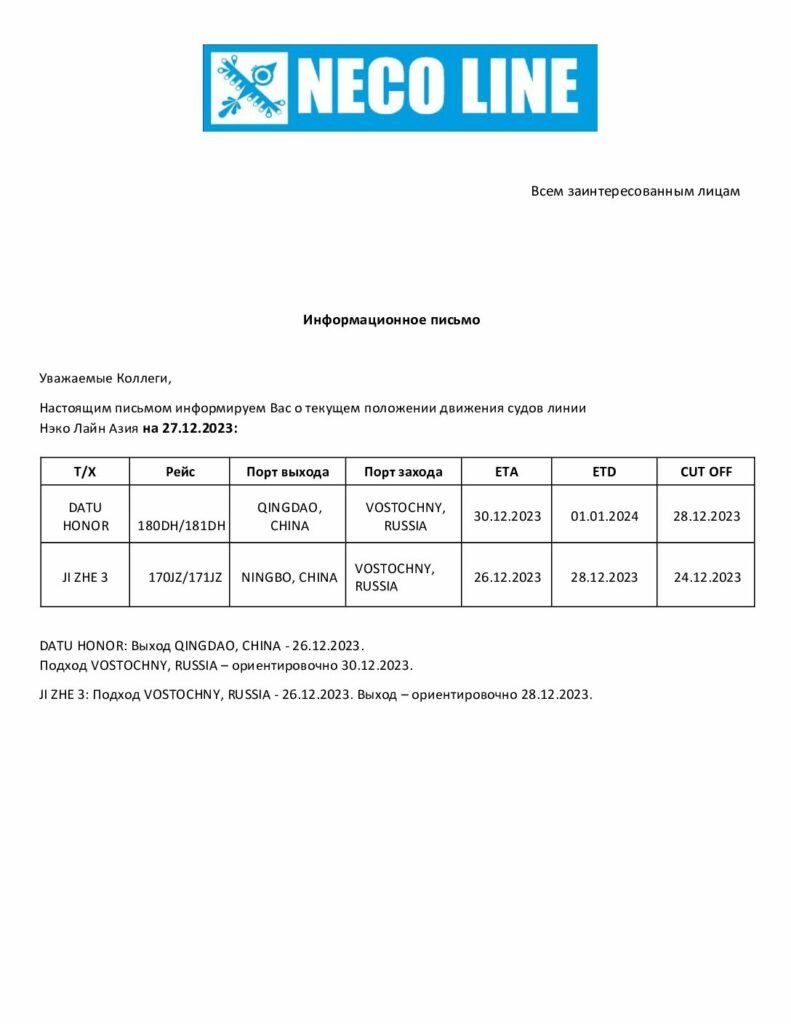 NECO LINE
Всем заинтересованным лицам
Информационное письмо
Уважаемые Коллеги,
Настоящим письмом информируем Вас о текущем положении движения судов линии
Нэко Лайн Азия на 27.12.2023:
Т/Х Рейс Порт выхода Порт захода ETA ETD CUT OFF
DATU HONOR 180DH/181DH QINGDAO, CHINA VOSTOCHNY, RUSSIA 30.12.2023 01.01.2024 28.12.2023
JI ZHE 3 170JZ/171JZ NINGBO, CHINA VOSTOCHNY, RUSSIA 26.12.2023 28.12.2023 24.12.2023
DATU HONOR: Выход QINGDAO, CHINA - 26.12.2023.
Подход VOSTOCHNY, RUSSIA – ориентировочно 30.12.2023.
JI ZHE 3: Подход VOSTOCHNY, RUSSIA - 26.12.2023. Выход – ориентировочно 28.12.2023.